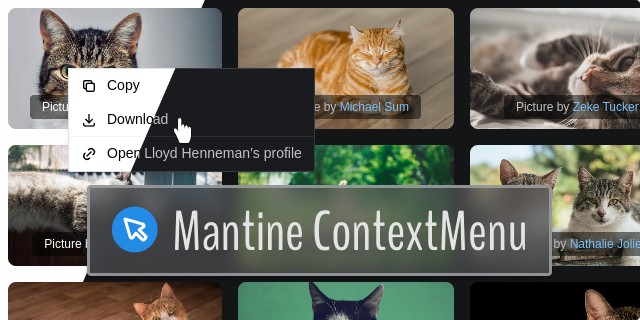 Copy
Download
Open Lloyd Henneman's profile
Pictu
e by Michael Sum
Picture by Zeke Tucker
Mantine ContextMenu
Picture
by Nathalie Jolie